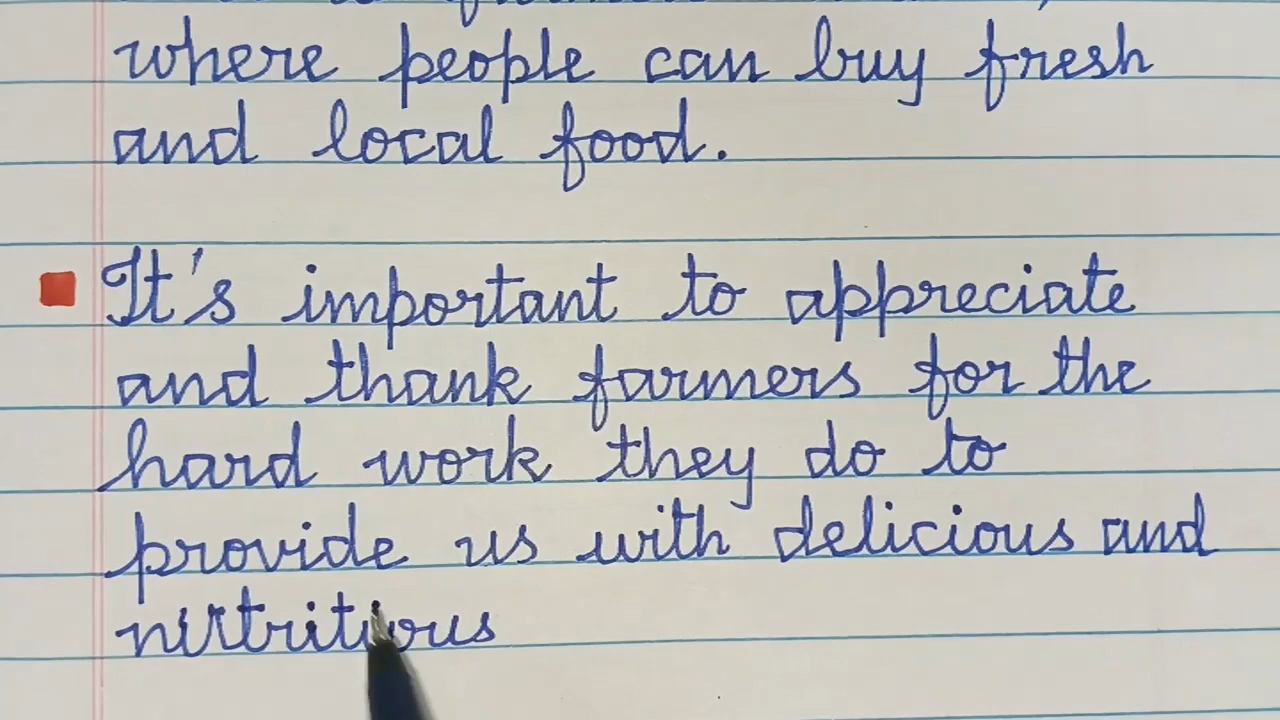 where people can buy fresh
and local food.
It's important to appreciate
and thank farmers for the
hard work they do to
provide us with delicious and
nutritious